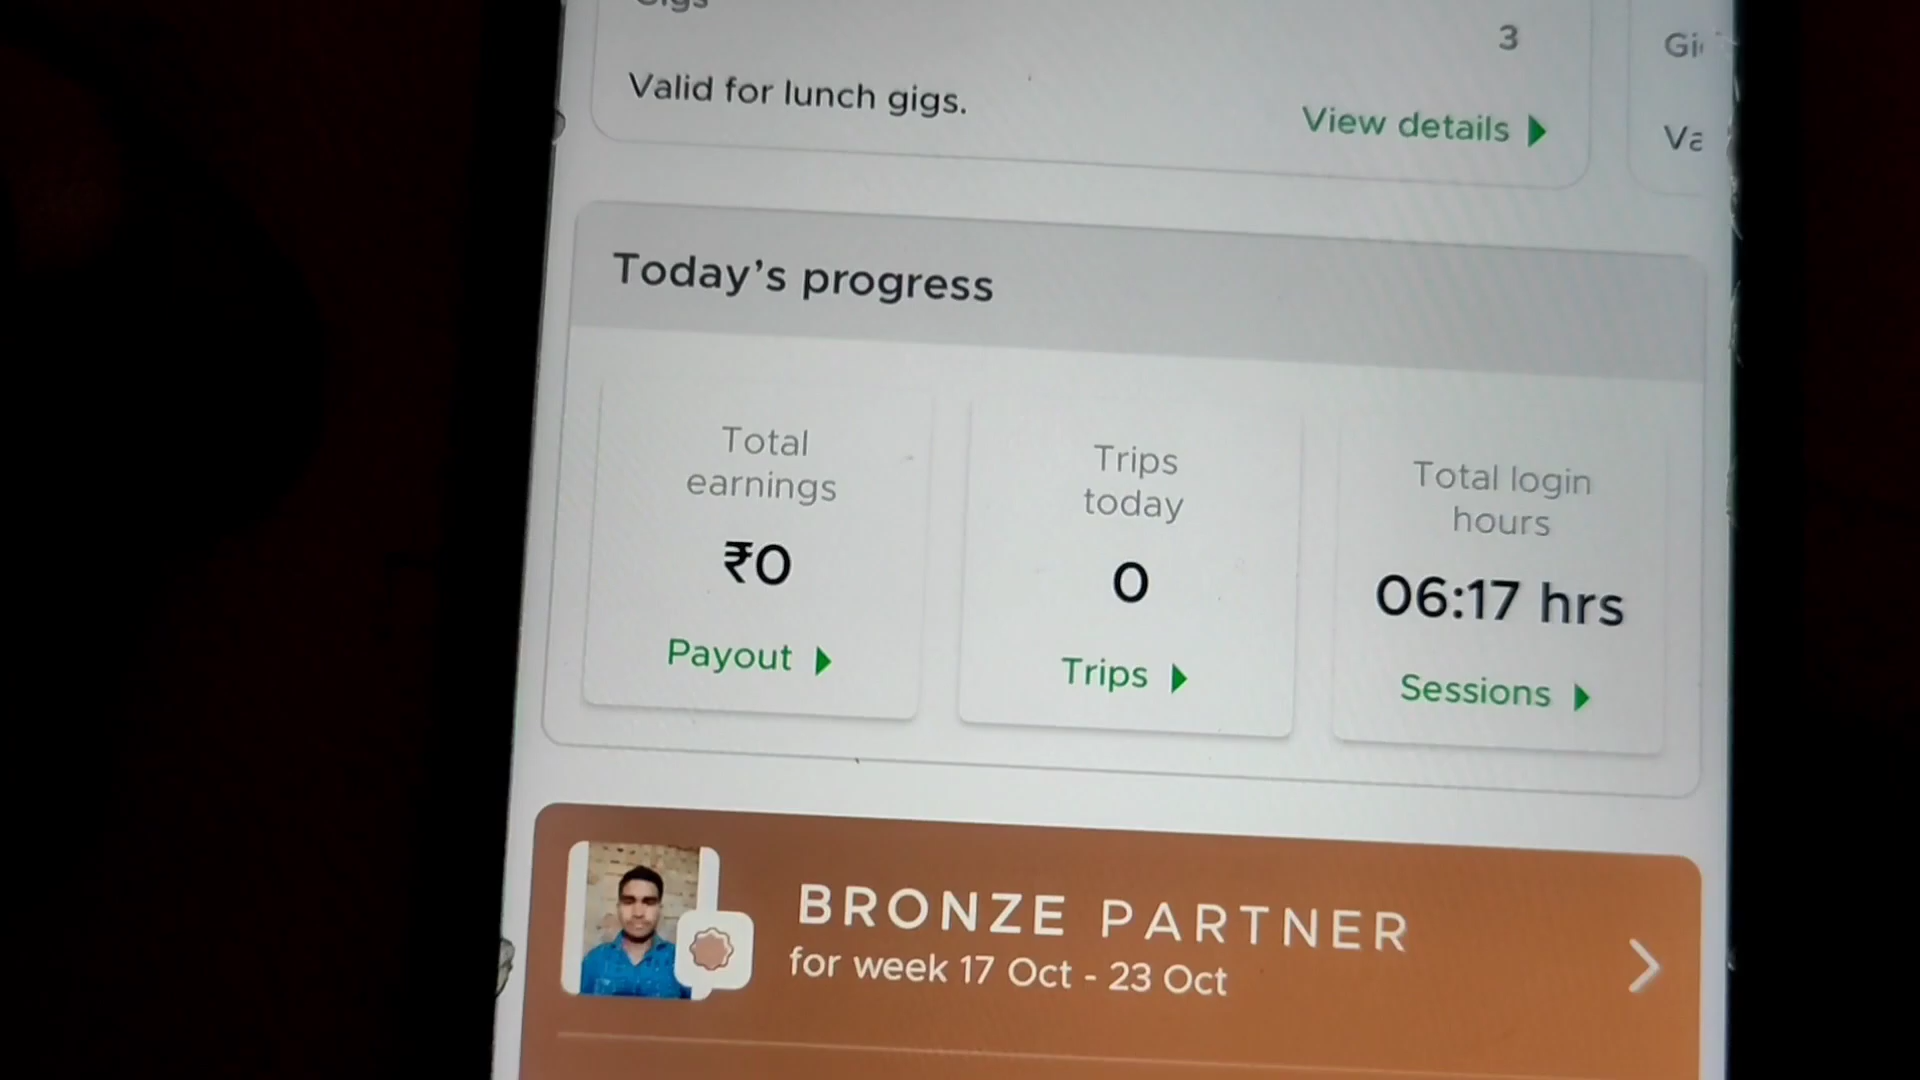 Gigs
3
Valid for lunch gigs.
View details
Today's progress
Total
earnings
₹0
Payout
Trips
today
0
Trips
Total login
hours
06:17 hrs
Sessions
BRONZE PARTNER
for week 17 Oct - 23 Oct